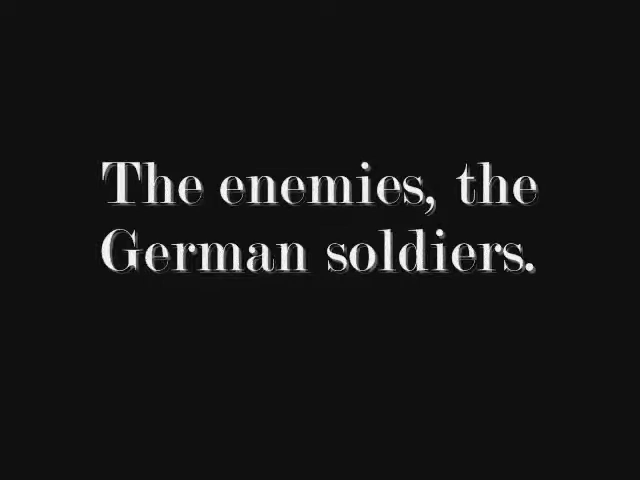 The enemies, the
German soldiers.